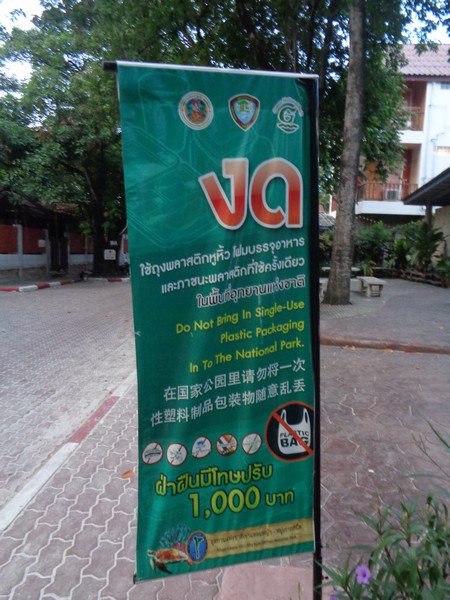 งด
ใช้ถุงพลาสติกหูหิ้ว โฟมบรรจุอาหาร
และภาชนะพลาสติกที่ใช้ครั้งเดียว
ในพื้นที่อุทยานแห่งชาติ
Do Not Bring In Single-Use
Plastic Packaging
In To The National Park.
在国家公园里请勿将一次
性塑料制品包装物随意乱丢
PLASTIC
BAG
ฝ่าฝืนมีโทษปรับ
1,000 บาท